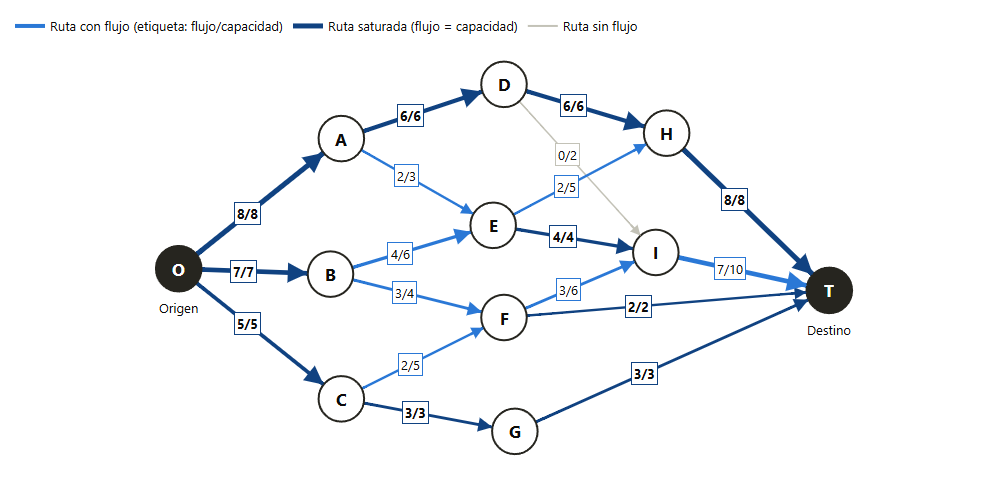 Ruta con flujo (etiqueta: flujo/capacidad) Ruta saturada (flujo = capacidad) Ruta sin flujo
D
6/6
6/6
A
H
0/2
2/3
2/5
8/8
8/8
E
4/4
4/6
I
O
7/7
B
7/10
Origen
3/4
3/6
T
2/2
F
5/5
Destino
2/5
3/3
C
3/3
G